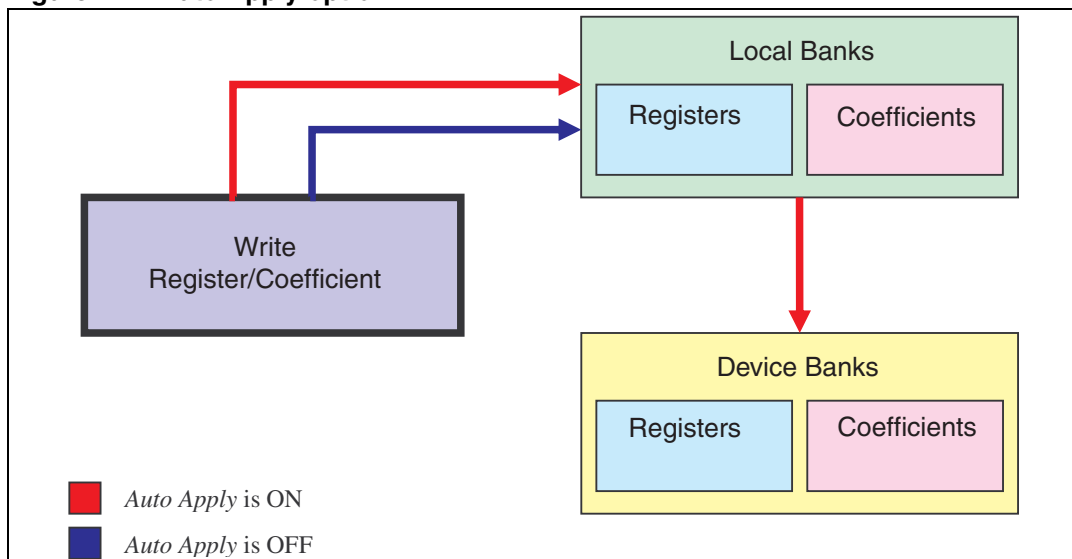 Local Banks
Registers
Coefficients
Write
Register/Coefficient
Device Banks
Registers
Coefficients
Auto Apply is ON
Auto Apply is OFF